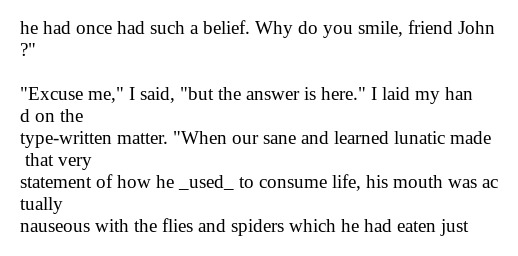 he had once had such a belief. Why do you smile, friend John
?"

"Excuse me," I said, "but the answer is here." I laid my han
d on the
type-written matter. "When our sane and learned lunatic made
 that very
statement of how he _used_ to consume life, his mouth was ac
tually
nauseous with the flies and spiders which he had eaten just